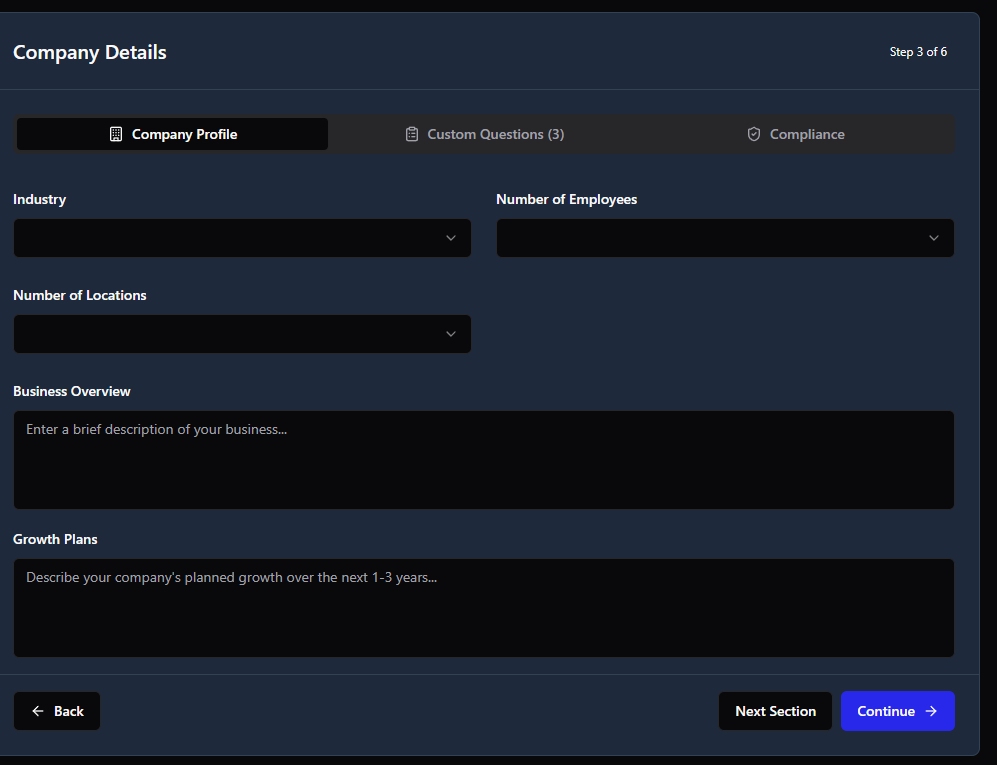 Company Details
Step 3 of 6
Company Profile
Custom Questions (3)
Compliance
Industry
Number of Employees
Number of Locations
Business Overview
Enter a brief description of your business...
Growth Plans
Describe your company's planned growth over the next 1-3 years...
Back
Next Section
Continue